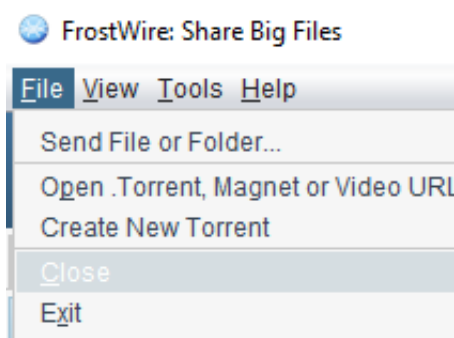 FrostWire: Share Big Files
File View Tools Help
Send File or Folder...
Open .Torrent, Magnet or Video URL
Create New Torrent
Close
Exit